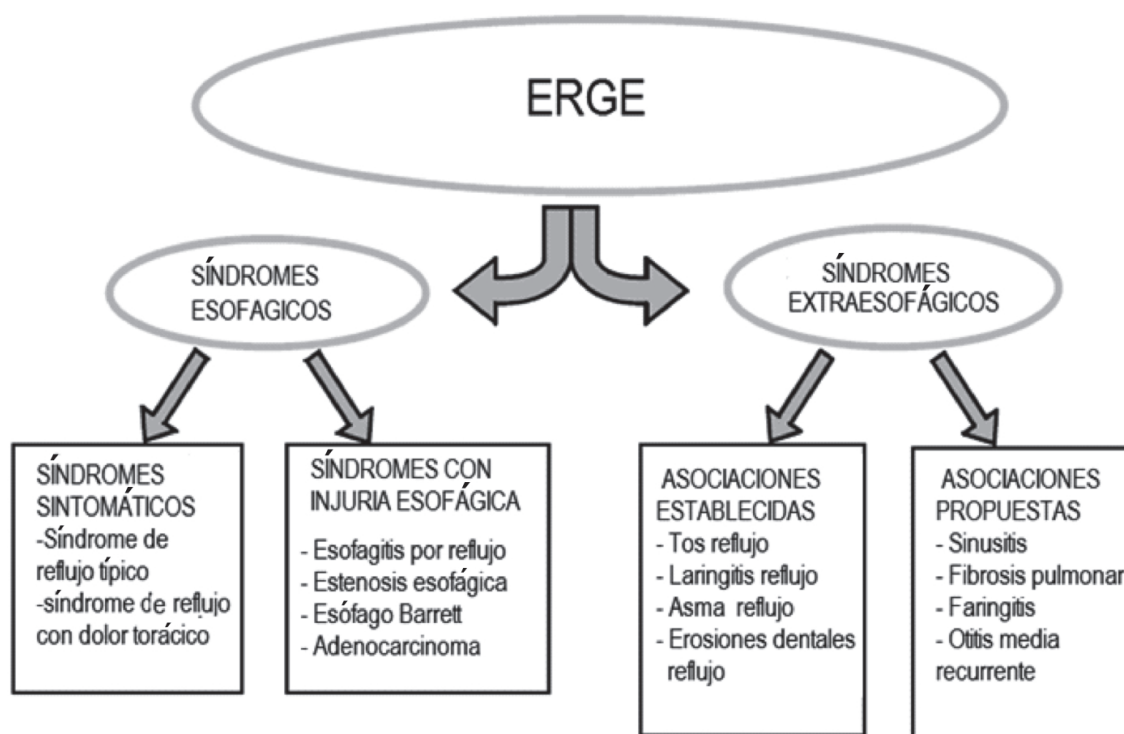 ERGE
SÍNDROMES
ESOFAGICOS
SÍNDROMES
EXTRAESOFÁGICOS
SÍNDROMES
SINTOMÁTICOS
-Síndrome de
reflujo típico
-síndrome de reflujo
con dolor torácico
SÍNDROMES CON
INJURIA ESOFÁGICA
- Esofagitis por reflujo
- Estenosis esofágica
- Esófago Barrett
- Adenocarcinoma
ASOCIACIONES
ESTABLECIDAS
- Tos reflujo
- Laringitis reflujo
- Asma reflujo
- Erosiones dentales
reflujo
ASOCIACIONES
PROPUESTAS
- Sinusitis
- Fibrosis pulmonar
- Faringitis
- Otitis media
recurrente